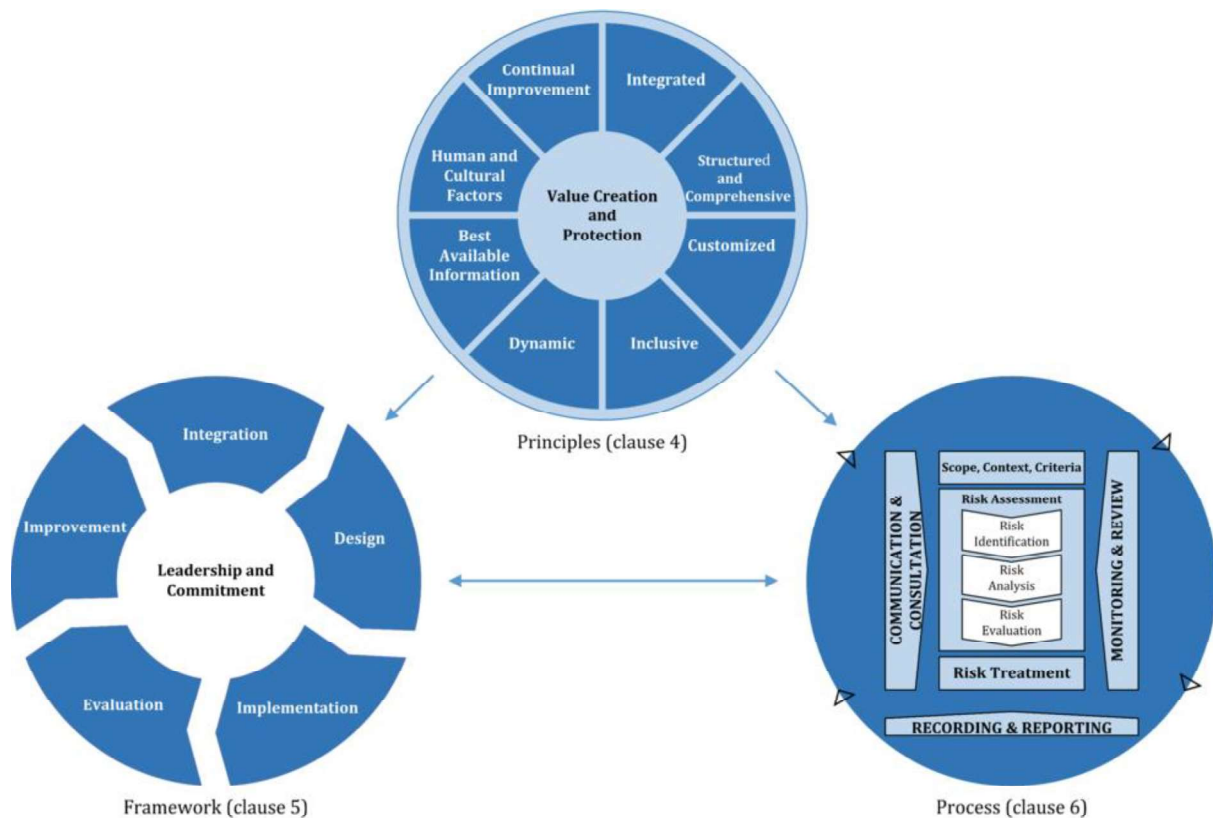 Continual
Improvement
Integrated
Structured
and
Comprehensive
Customized
Inclusive
Dynamic
Best
Available
Information
Human and
Cultural
Factors
Value Creation
and
Protection
Principles (clause 4)
Integration
Design
Implementation
Evaluation
Improvement
Leadership and
Commitment
Framework (clause 5)
COMMUNICATION &
CONSULTATION
Scope, Context, Criteria
Risk Assessment
Risk
Identification
Risk
Analysis
Risk
Evaluation
Risk Treatment
MONITORING & REVIEW
RECORDING & REPORTING
Process (clause 6)